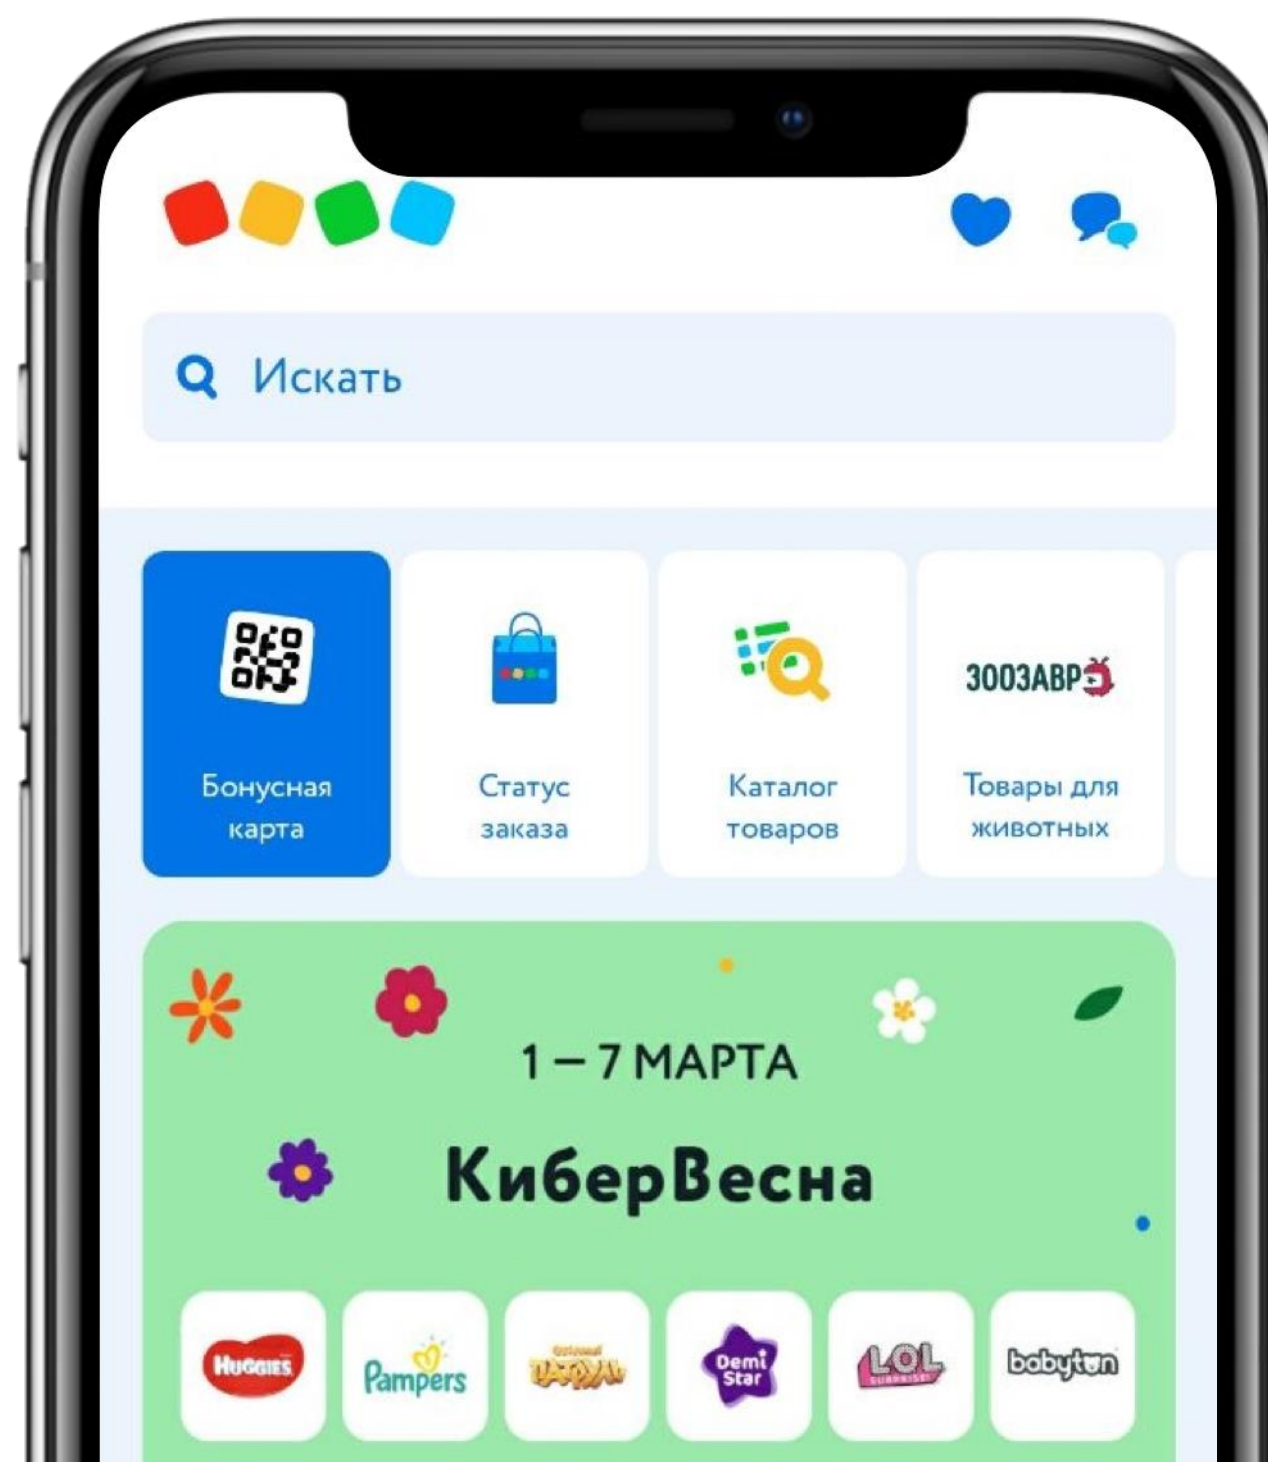 Искать
ЗООЗАВР
Бонусная
карта
Статус
заказа
Каталог
товаров
Товары для
животных
1 – 7 МАРТА
КиберВесна
HUGGIES
Pampers
ПАТРУЛЬ
Demi
Star
LOL
SURPRISE!
babyton